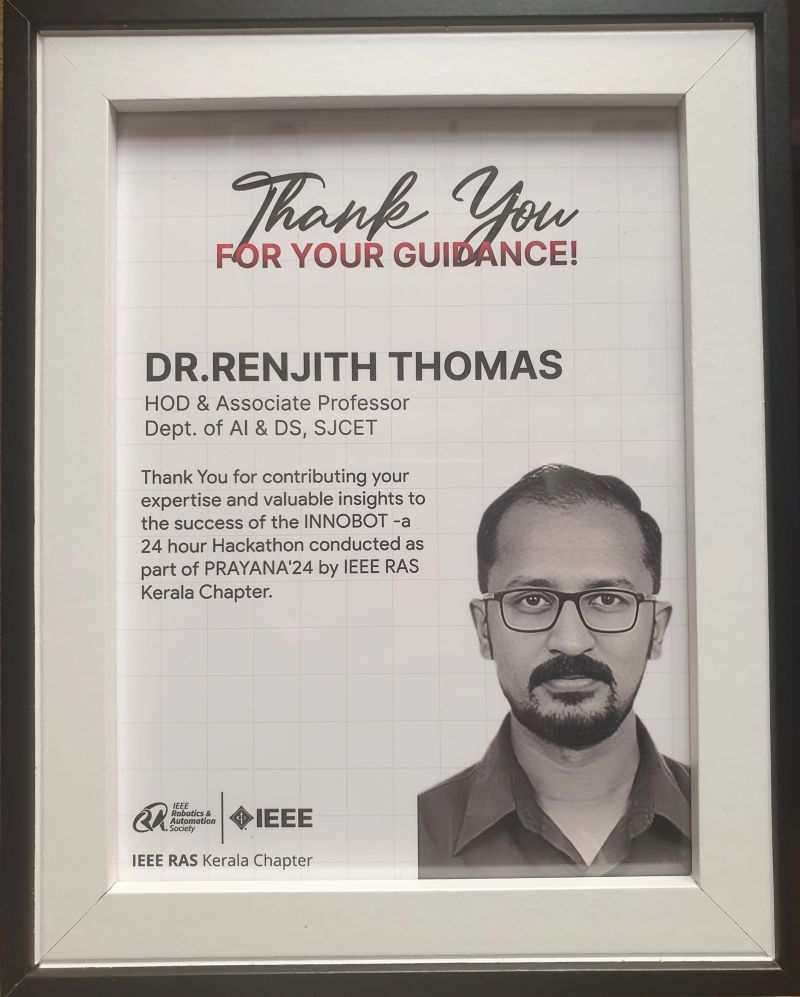 Thank You
FOR YOUR GUIDANCE!
DR.RENJITH THOMAS
HOD & Associate Professor
Dept. of AI & DS, SJCET
Thank You for contributing your
expertise and valuable insights to
the success of the INNOBOT -a
24 hour Hackathon conducted as
part of PRAYANA'24 by IEEE RAS
Kerala Chapter.
RA
IEEE
Robotics &
Automation
Society
IEEE
IEEE RAS Kerala Chapter